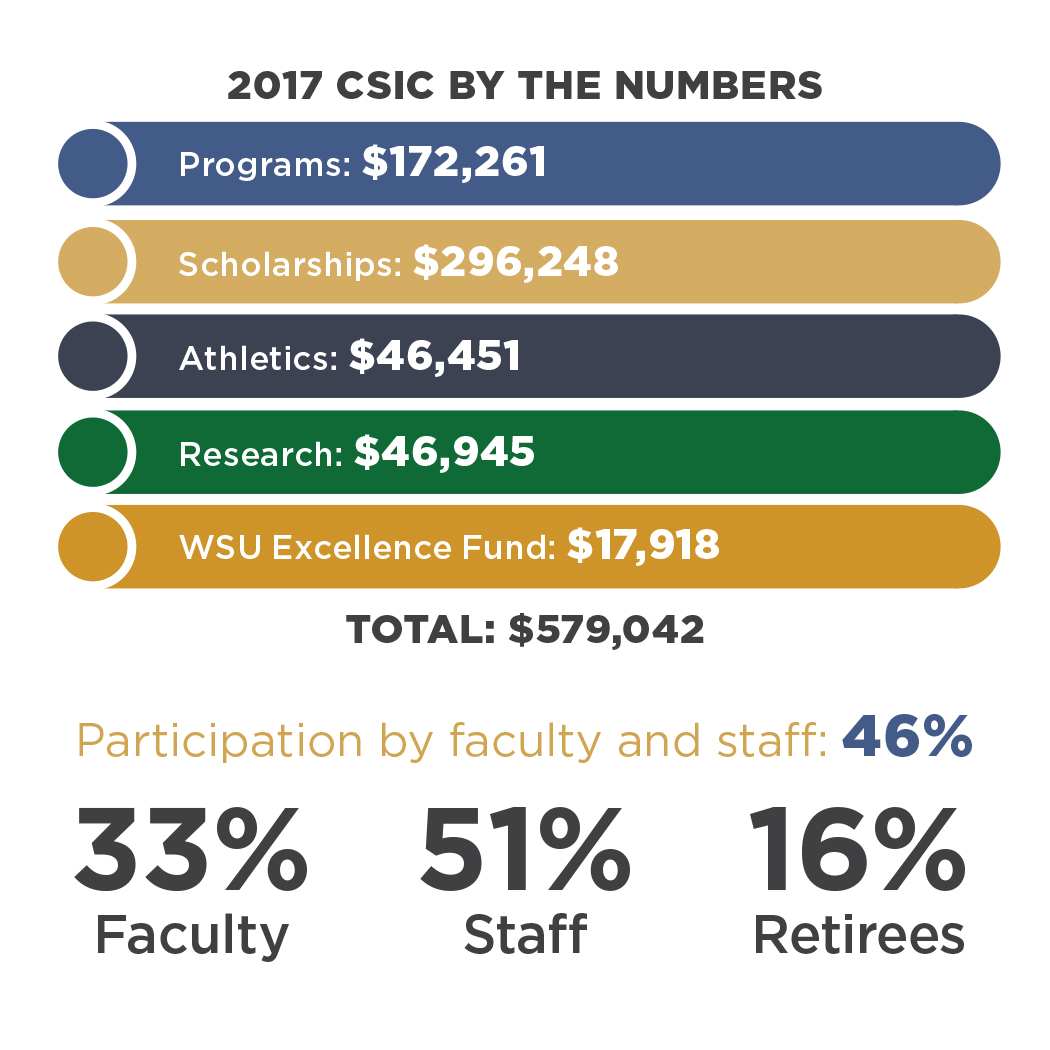 2017 CSIC BY THE NUMBERS
Programs: $172,261
Scholarships: $296,248
Athletics: $46,451
Research: $46,945
WSU Excellence Fund: $17,918
TOTAL: $579,042
Participation by faculty and staff: 46%
33% 51% 16%
Faculty Staff Retirees